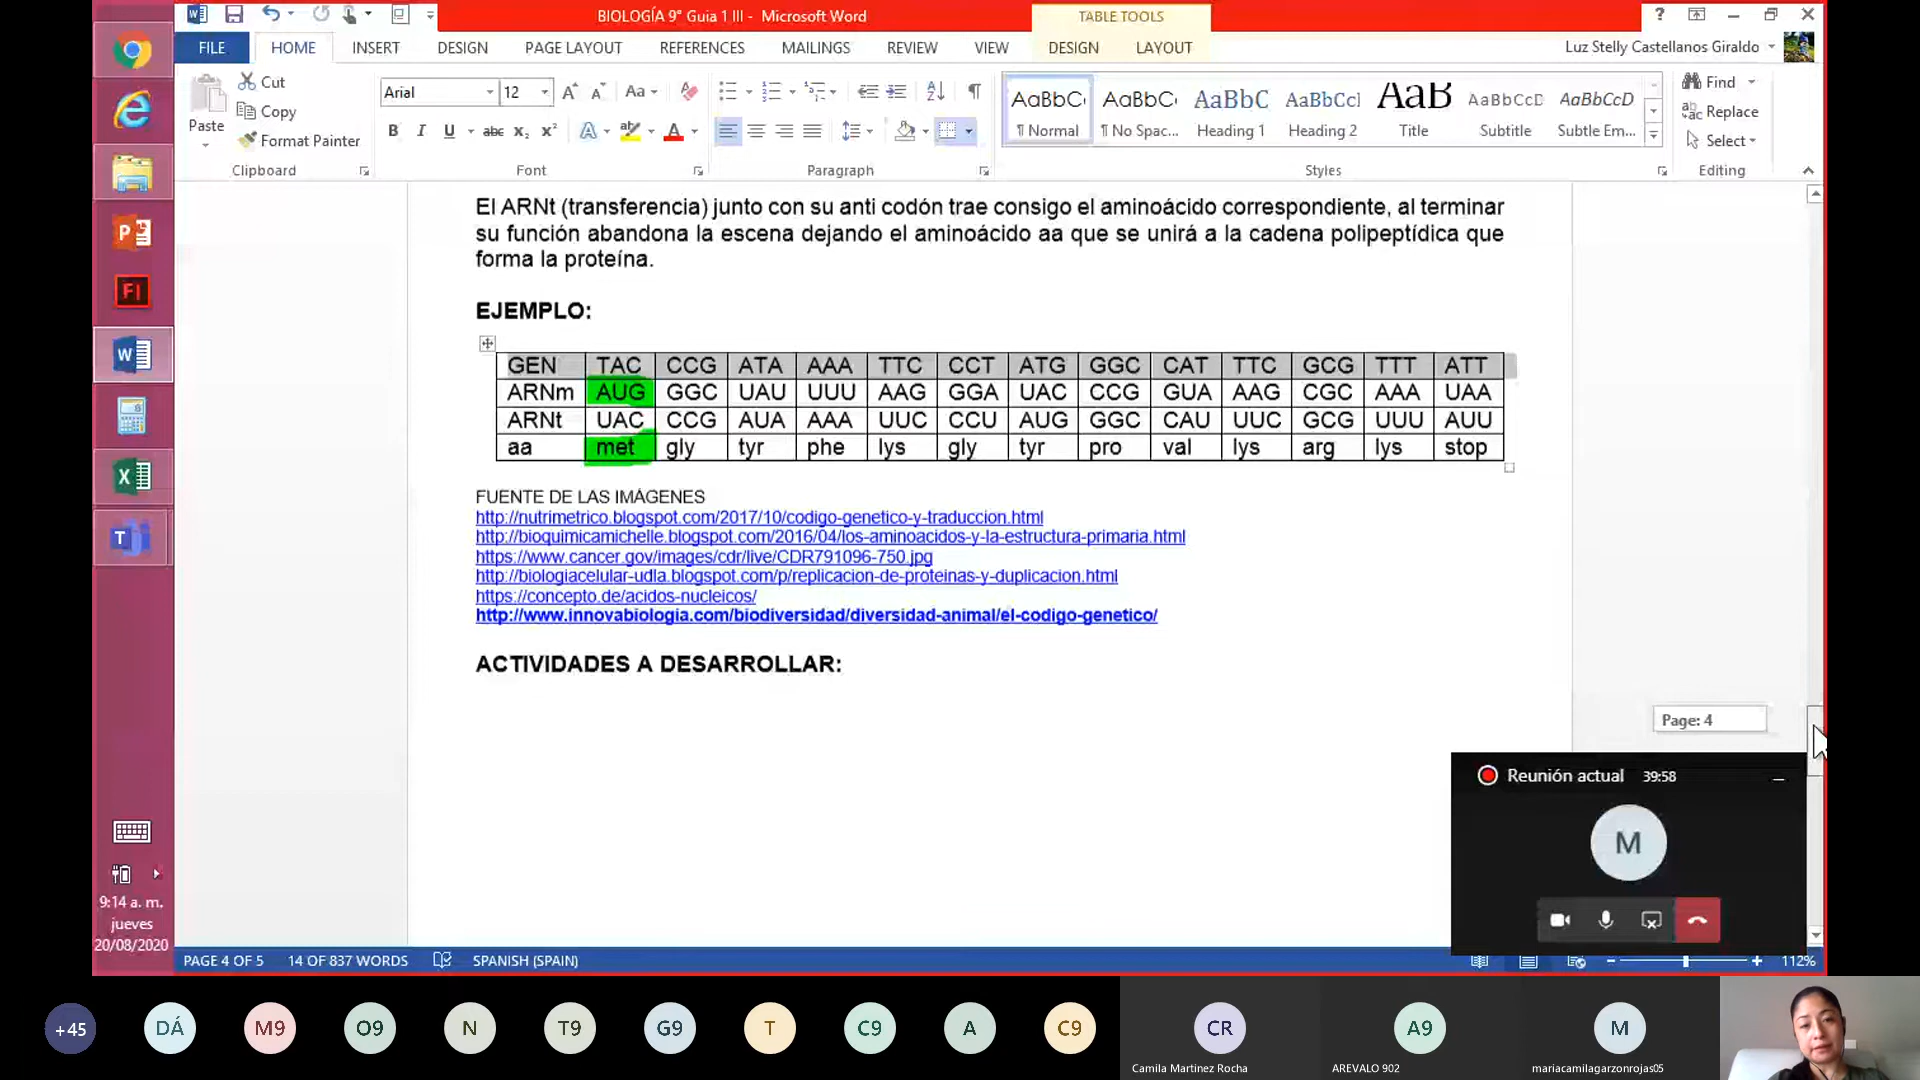 BIOLOGÍA 9° Guia 1 III - Microsoft Word
TABLE TOOLS
FILE HOME INSERT DESIGN PAGE LAYOUT REFERENCES MAILINGS REVIEW VIEW DESIGN LAYOUT
Luz Stelly Castellanos Giraldo
Paste
Cut
Copy
Format Painter
Clipboard
Arial 12
Font
Paragraph
AaBbC AaBbC AaBbC AaBbCcI AaB AaBbCcD AaBbCcD
¶ Normal ¶ No Spac... Heading 1 Heading 2 Title Subtitle Subtle Em...
Styles
Find
Replace
Select
Editing
El ARNt (transferencia) junto con su anti codón trae consigo el aminoácido correspondiente, al terminar
su función abandona la escena dejando el aminoácido aa que se unirá a la cadena polipeptídica que
forma la proteína.
EJEMPLO:
GEN TAC CCG ATA AAA TTC CCT ATG GGC CAT TTC GCG TTT ATT
ARNm AUG GGC UAU UUU AAG GGA UAC CCG GUA AAG CGC AAA UAA
ARNt UAC CCG AUA AAA UUC CCU AUG GGC CAU UUC GCG UUU AUU
aa met gly tyr phe lys gly tyr pro val lys arg lys stop
FUENTE DE LAS IMÁGENES
http://nutrimetrico.blogspot.com/2017/10/codigo-genetico-y-traduccion.html
http://bioquimicamichelle.blogspot.com/2016/04/los-aminoacidos-y-la-estructura-primaria.html
https://www.cancer.gov/images/cdr/live/CDR791096-750.jpg
http://biologiacelular-udla.blogspot.com/p/replicacion-de-proteinas-y-duplicacion.html
https://concepto.de/acidos-nucleicos/
http://www.innovabiologia.com/biodiversidad/diversidad-animal/el-codigo-genetico/
ACTIVIDADES A DESARROLLAR:
Page: 4
Reunión actual 39:58
M
9:14 a. m.
jueves
20/08/2020
PAGE 4 OF 5 14 OF 837 WORDS SPANISH (SPAIN)
112%
+45 DÁ M9 O9 N T9 G9 T C9 A C9 CR A9 M
Camila Martinez Rocha AREVALO 902 mariacamilagarzonrojas05